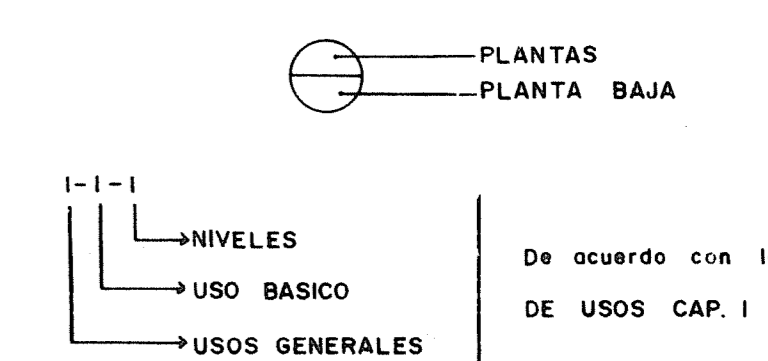 PLANTAS
PLANTA BAJA
I-I-I
NIVELES
USO BASICO
USOS GENERALES
De acuerdo con l
DE USOS CAP. I